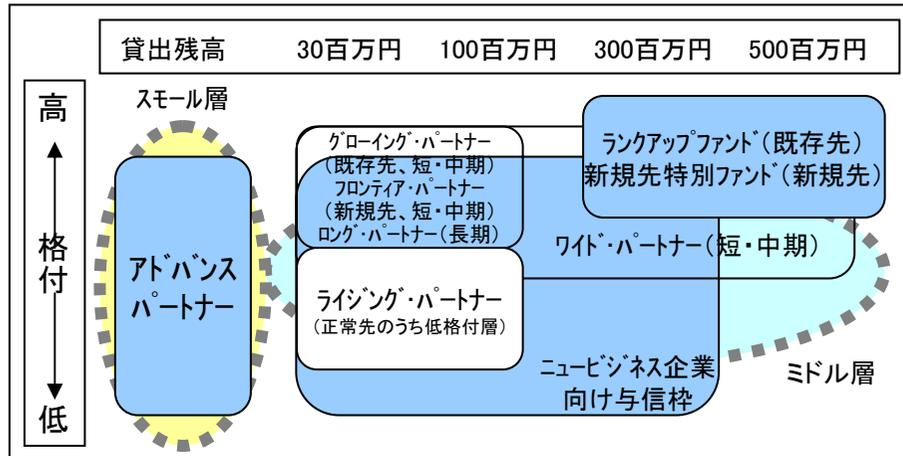 貸出残高 30百万円 100百万円 300百万円 500百万円
高
格付
低
スモール層
アドバンス
パートナー
グローイング・パートナー
(既存先、短・中期)
フロンティア・パートナー
(新規先、短・中期)
ロング・パートナー(長期)
ランクアップファンド(既存先)
新規先特別ファンド(新規先)
ワイド・パートナー(短・中期)
ライジング・パートナー
(正常先のうち低格付層)
ニュービジネス企業
向け与信枠
ミドル層